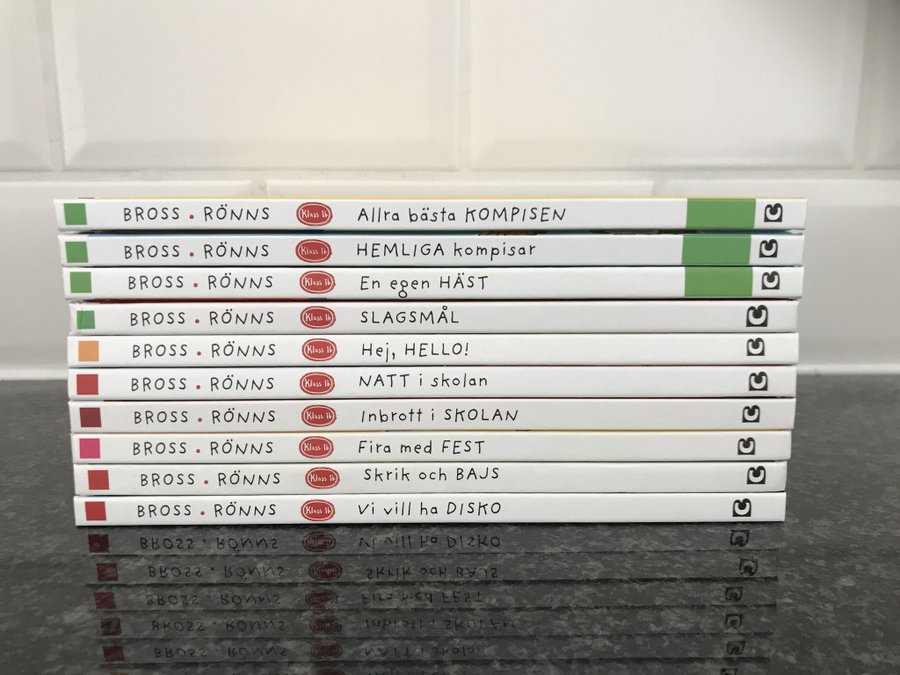 BROSS • RÖNNS Klass 1b Allra bästa KOMPISEN
BROSS • RÖNNS Klass 1b HEMLIGA kompisar
BROSS • RÖNNS Klass 1b En egen HÄST
BROSS • RÖNNS Klass 1b SLAGSMÅL
BROSS • RÖNNS Klass 1b Hej, HELLO!
BROSS • RÖNNS Klass 1b NATT i skolan
BROSS • RÖNNS Klass 1b Inbrott i SKOLAN
BROSS • RÖNNS Klass 1b Fira med FEST
BROSS • RÖNNS Klass 1b Skrik och BAJS
BROSS • RÖNNS Klass 1b Vi vill ha DISKO